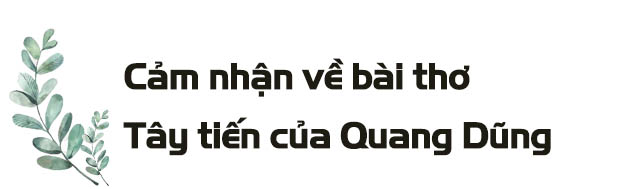 Cảm nhận về bài thơ
Tây tiến của Quang Dũng